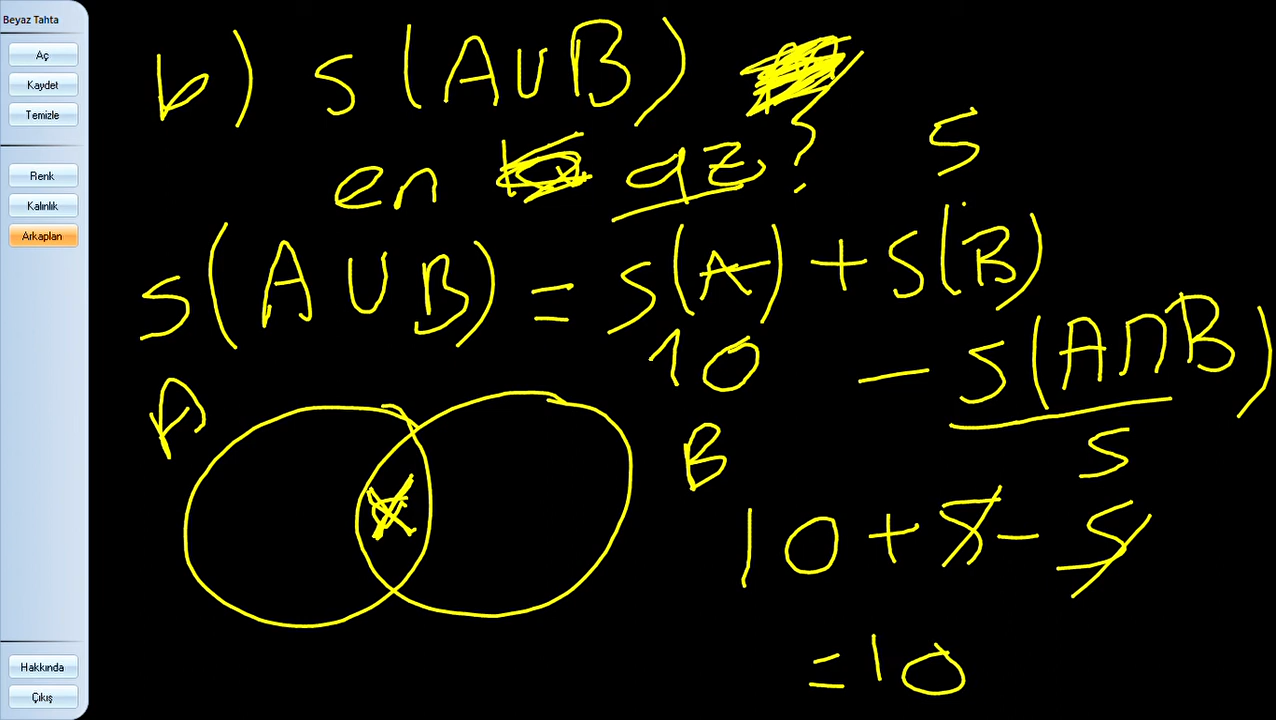 Beyaz Tahta
Aç
Kaydet
Temizle
Renk
Kalınlık
Arkaplan
Hakkında
Çıkış
b) s(A∪B)
en az?
5
s(A∪B) = s(A) + s(B)
10
- s(A∩B)
5
A
B
10 + 5 - 5
= 10